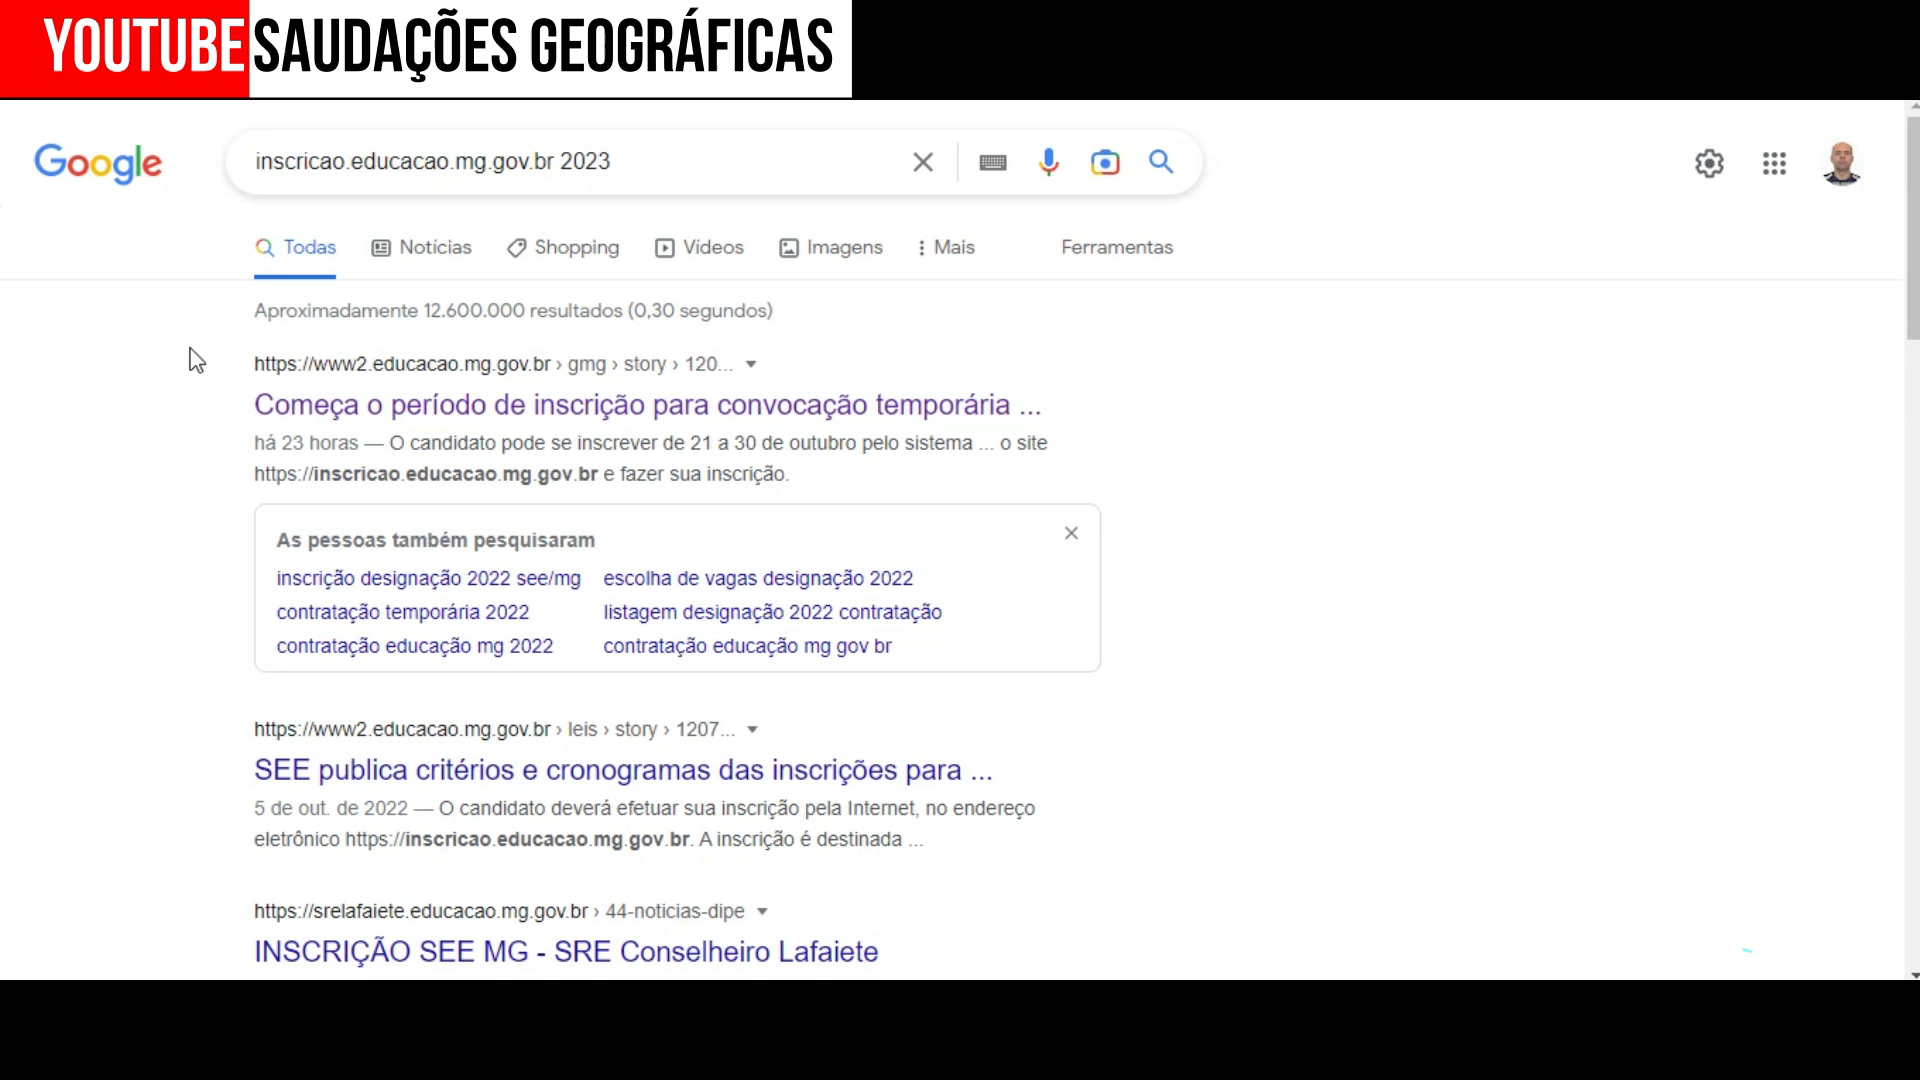 YOUTUBE SAUDAÇÕES GEOGRÁFICAS
Google
inscricao.educacao.mg.gov.br 2023
Todas Notícias Shopping Vídeos Imagens Mais Ferramentas
Aproximadamente 12.600.000 resultados (0,30 segundos)
https://www2.educacao.mg.gov.br › gmg › story › 120...
Começa o período de inscrição para convocação temporária ...
há 23 horas — O candidato pode se inscrever de 21 a 30 de outubro pelo sistema ... o site
https://inscricao.educacao.mg.gov.br e fazer sua inscrição.
As pessoas também pesquisaram
inscrição designação 2022 see/mg escolha de vagas designação 2022
contratação temporária 2022 listagem designação 2022 contratação
contratação educação mg 2022 contratação educação mg gov br
https://www2.educacao.mg.gov.br › leis › story › 1207...
SEE publica critérios e cronogramas das inscrições para ...
5 de out. de 2022 — O candidato deverá efetuar sua inscrição pela Internet, no endereço
eletrônico https://inscricao.educacao.mg.gov.br. A inscrição é destinada ...
https://srelafaiete.educacao.mg.gov.br › 44-noticias-dipe
INSCRIÇÃO SEE MG - SRE Conselheiro Lafaiete